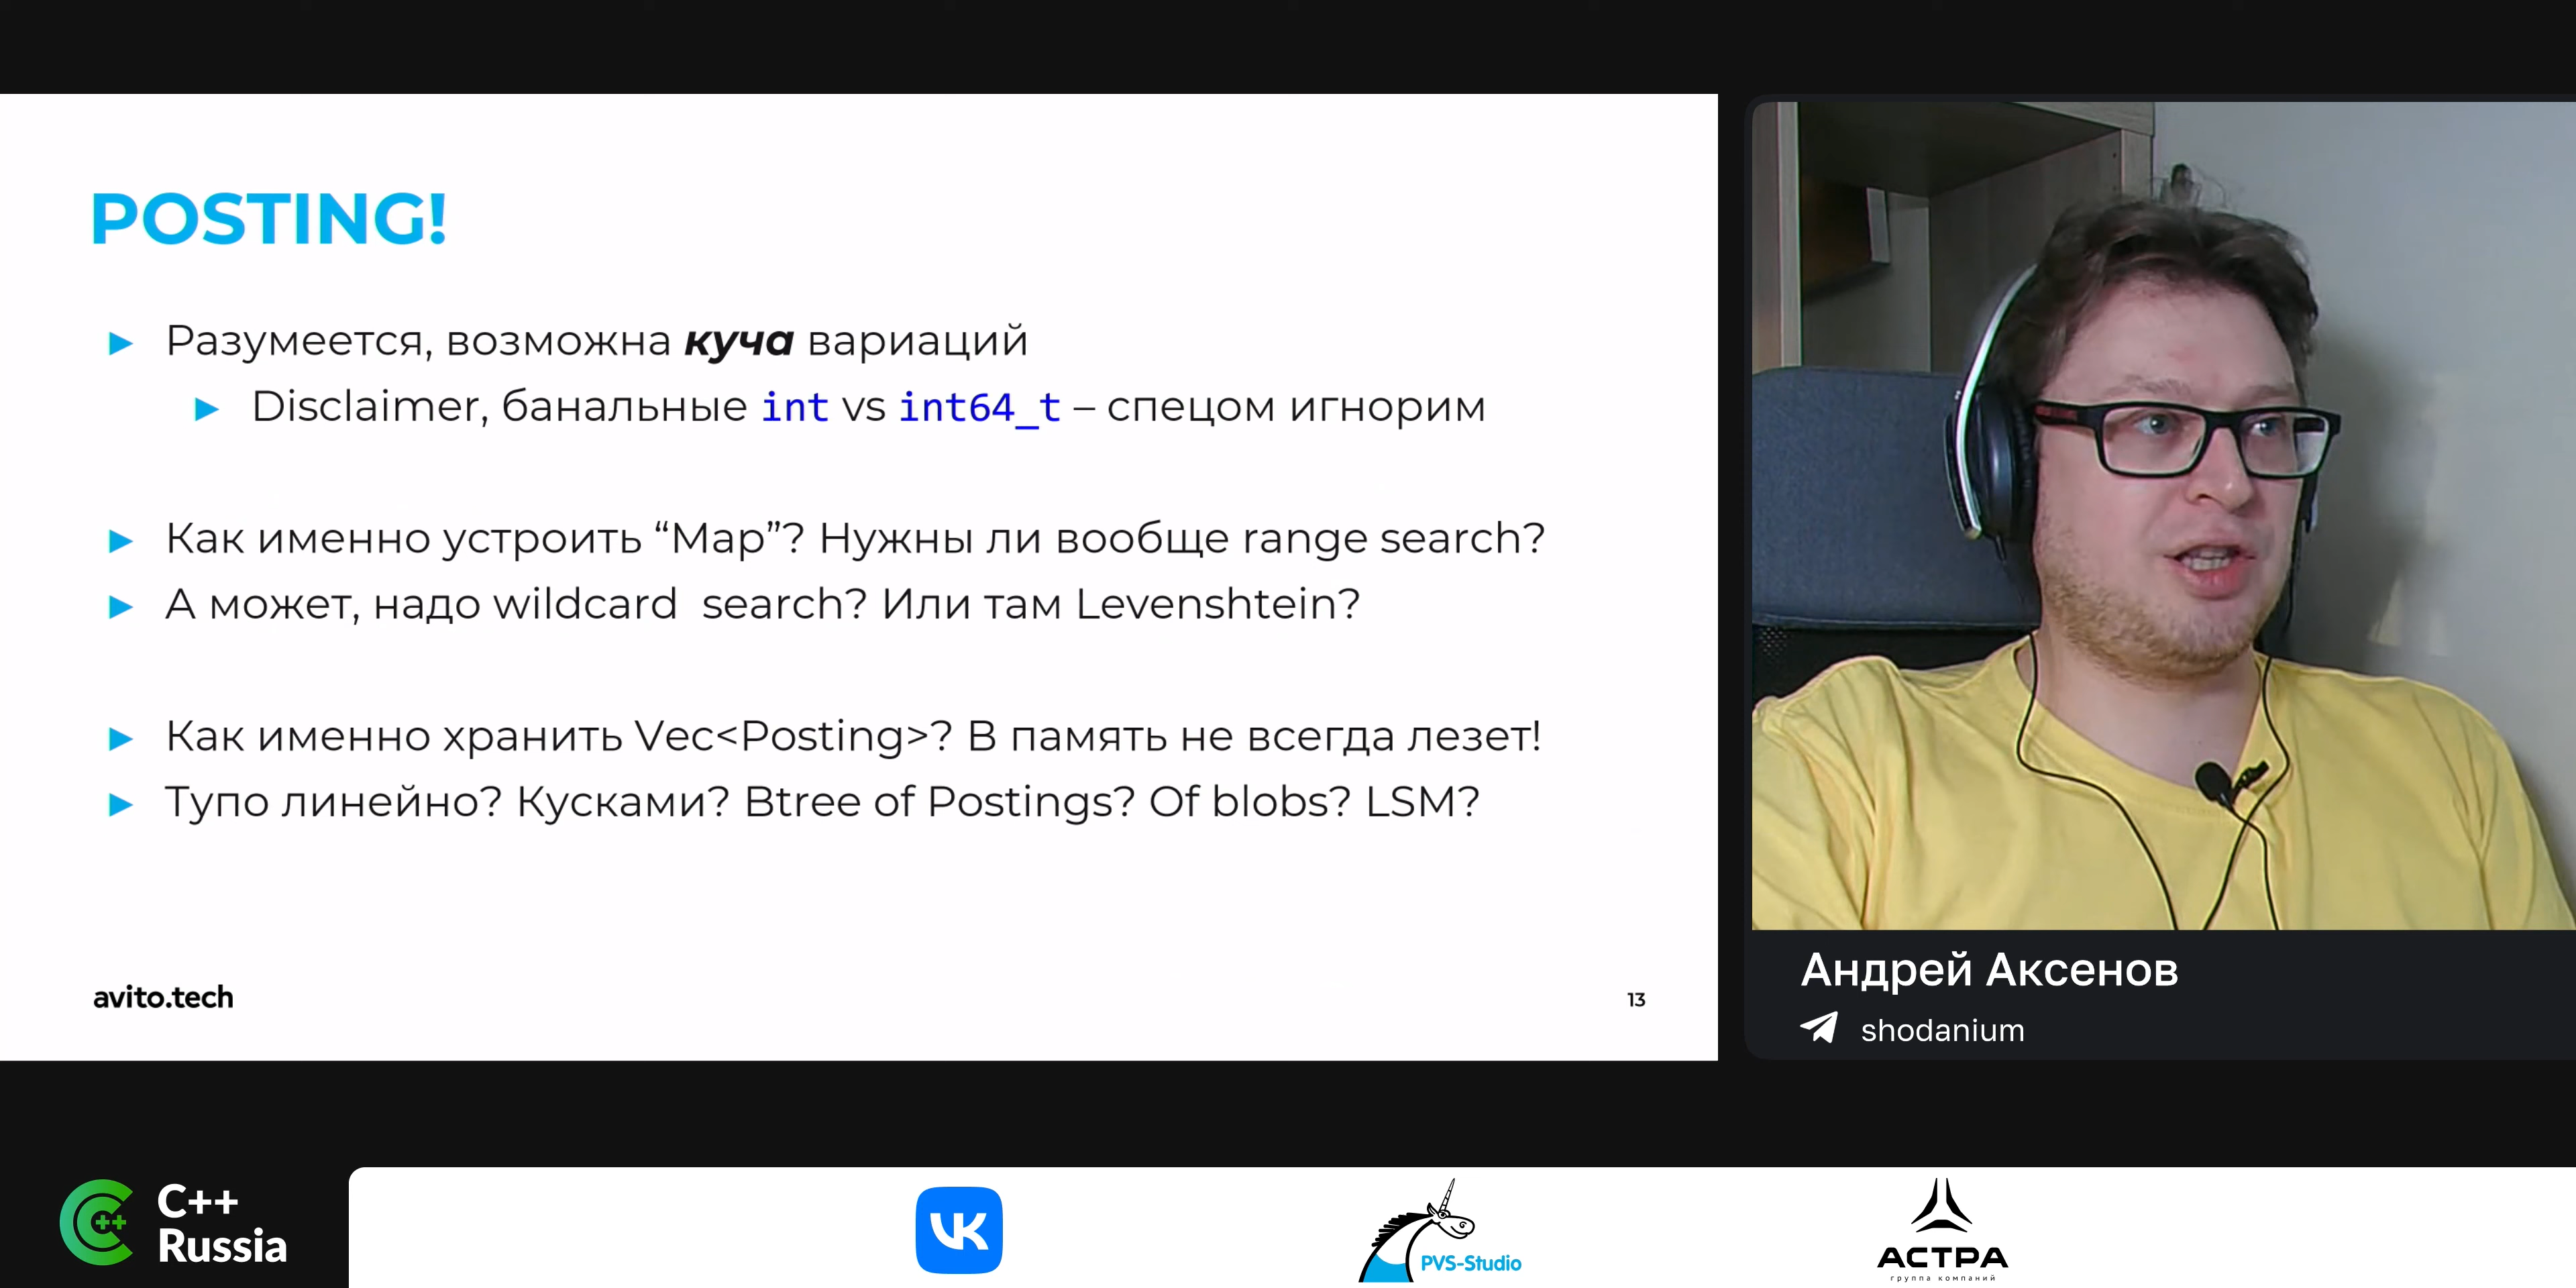 POSTING!
Разумеется, возможна куча вариаций
Disclaimer, банальные int vs int64_t – спецом игнорим
Как именно устроить “Map”? Нужны ли вообще range search?
А может, надо wildcard  search? Или там Levenshtein?
Как именно хранить Vec<Posting>? В память не всегда лезет!
Тупо линейно? Кусками? Btree of Postings? Of blobs? LSM?
avito.tech
13
Андрей Аксенов
shodanium
C++
Russia
VK
PVS-Studio
АСТРА
группа компаний